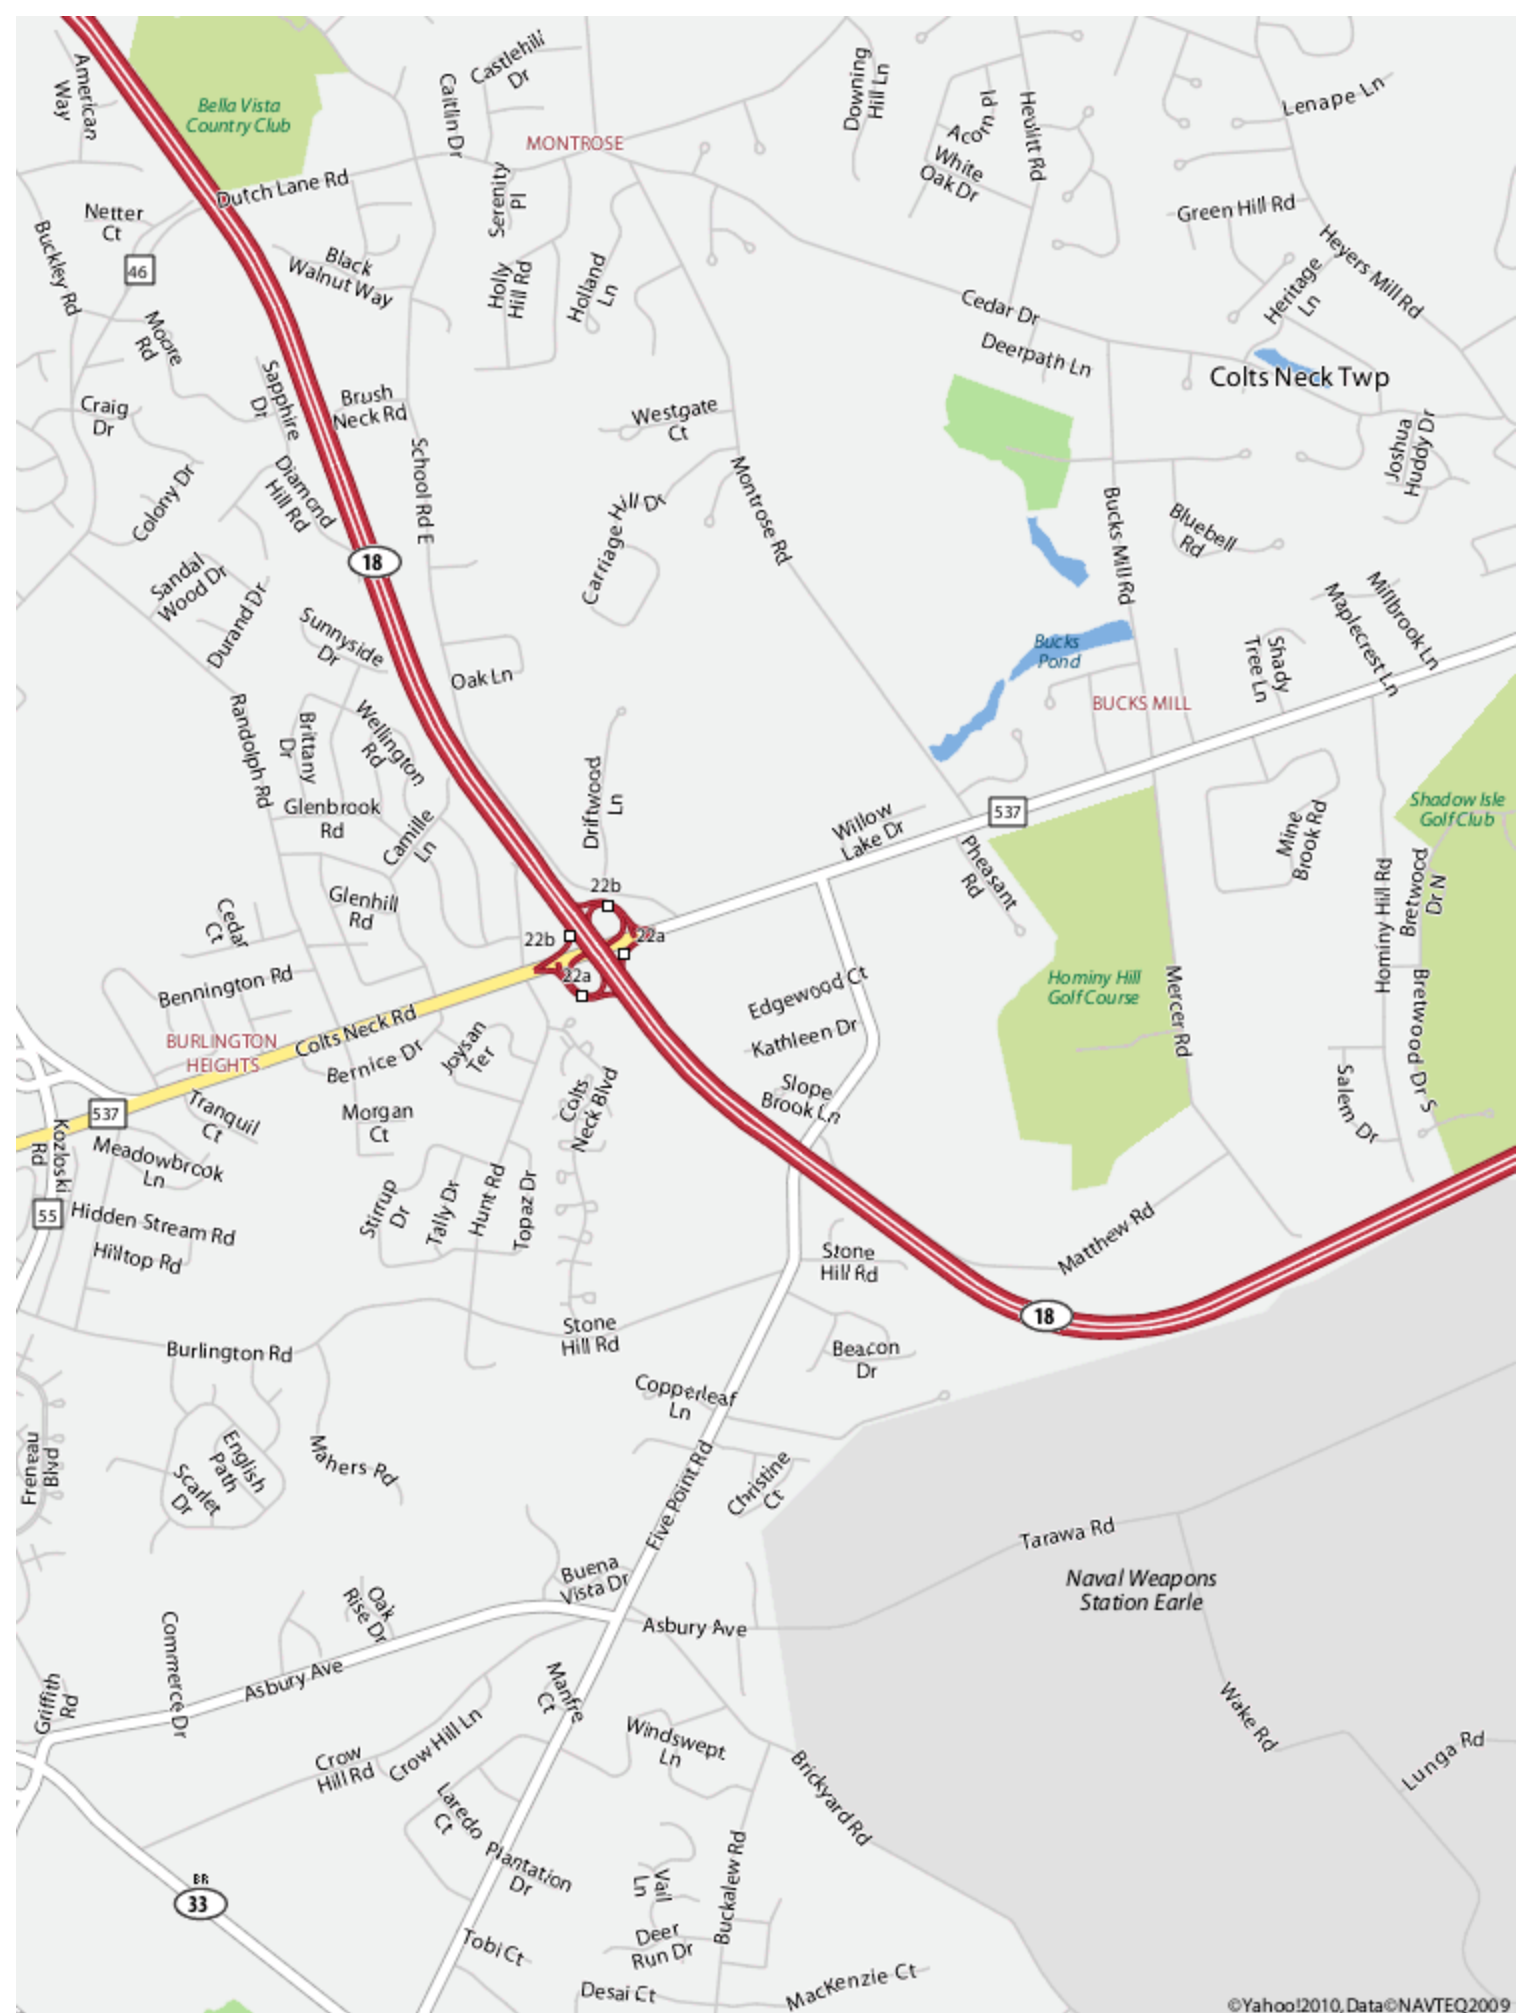 American
Way
Castlehill
Dr
Caitlin Dr
Downing
Hill Ln
Acorn Pl
Hevlitt Rd
White
Oak Dr
Lenape Ln
Bella Vista
Country Club
MONTROSE
Dutch Lane Rd
Serenity
Pl
Netter
Ct
Green Hill Rd
Buckley Rd
46
Black
Walnut Way
Holly
Hill Rd
Holland
Ln
Heyers Mill Rd
Heritage
Ln
Cedar Dr
Deerpath Ln
Moore
Rd
Sapphire
Dr
Colts Neck Twp
Craig
Dr
Brush
Neck Rd
Westgate
Ct
Joshua
Huddy Dr
School Rd E
Colony Dr
Diamond
Hill Rd
Carriage Hill Dr
Montrose Rd
Bucks Mill Rd
Bluebell
Rd
18
Sandal
Wood Dr
Durand Dr
Sunnyside
Dr
Millbrook Ln
Maplecrest Ln
Shady
Tree Ln
Bucks
Pond
Oak Ln
BUCKS MILL
Randolph Rd
Brittany
Dr
Wellington
Rd
Driftwood
Ln
Glenbrook
Rd
Camille
Ln
Willow
Lake Dr
537
Mine
Brook Rd
Shadow Isle
Golf Club
Pheasant
Rd
Hominy Hill Rd
Bretwood
Dr N
Cedar
Ct
Glenhill
Rd
22b
22b
22a
22a
Bennington Rd
Edgewood Ct
Hominy Hill
Golf Course
Mercer Rd
Bretwood Dr S
BURLINGTON
HEIGHTS
Colts Neck Rd
Kathleen Dr
Bernice Dr
Joysan
Ter
Colts
Neck Blvd
Slope
Brook Ln
Salem Dr
537
Tranquil
Ct
Morgan
Ct
Kozloski
Rd
Meadowbrook
Ln
55
Hidden Stream Rd
Hilltop Rd
Stirrup
Dr
Tally Dr
Hunt Rd
Topaz Dr
Matthew Rd
Stone
Hill Rd
18
Burlington Rd
Stone
Hill Rd
Beacon
Dr
Copperleaf
Ln
Freneau
Blvd
English
Path
Scarlet
Dr
Mahers Rd
Five Point Rd
Christine
Ct
Tarawa Rd
Naval Weapons
Station Earle
Buena
Vista Dr
Oak
Rise Dr
Commerce Dr
Asbury Ave
Asbury Ave
Griffith
Rd
Manfre
Ct
Wake Rd
Lunga Rd
Crow
Hill Rd
Crow Hill Ln
Windswept
Ln
Brickyard Rd
Laredo
Ct
Plantation
Dr
Vail
Ln
Buckalew Rd
BR
33
Tobi Ct
Deer
Run Dr
Desai Ct
MacKenzie Ct
©Yahoo!2010,Data©NAVTEQ2009